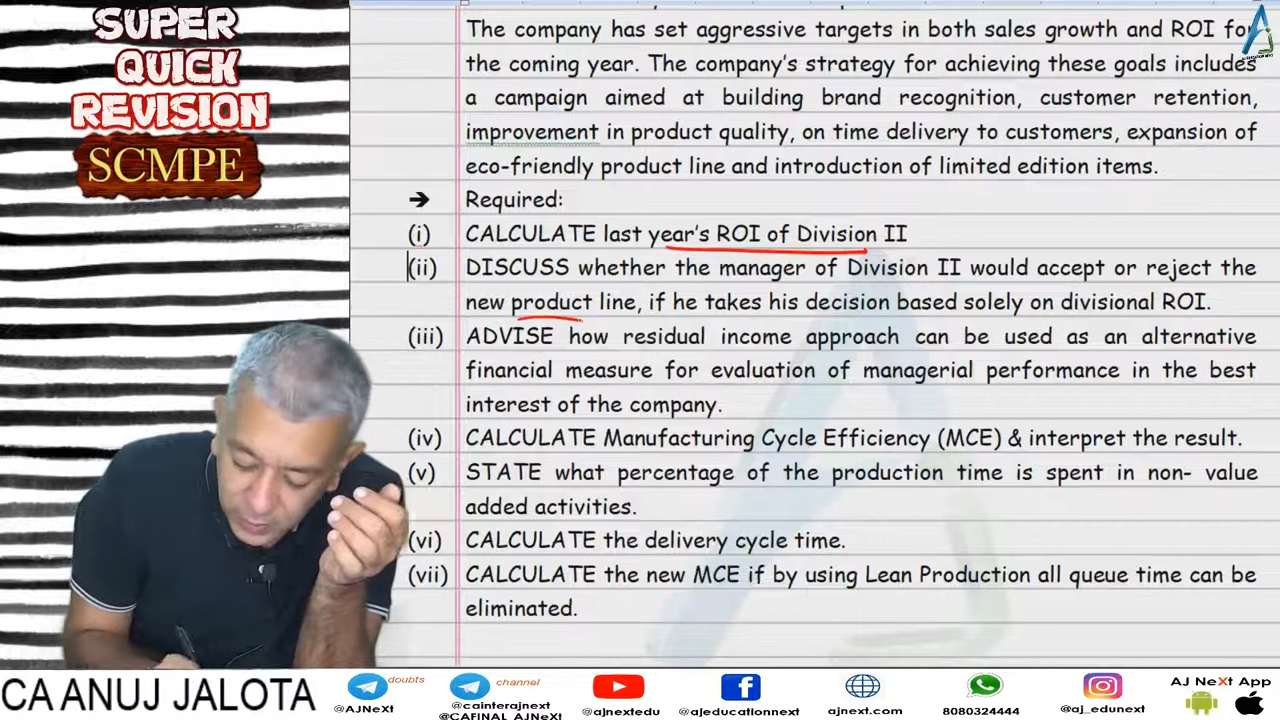 SUPER
QUICK
REVISION
SCMPE
The company has set aggressive targets in both sales growth and ROI for
the coming year. The company's strategy for achieving these goals includes
a campaign aimed at building brand recognition, customer retention,
improvement in product quality, on time delivery to customers, expansion of
eco-friendly product line and introduction of limited edition items.
➔ Required:
(i) CALCULATE last year's ROI of Division II
(ii) DISCUSS whether the manager of Division II would accept or reject the
new product line, if he takes his decision based solely on divisional ROI.
(iii) ADVISE how residual income approach can be used as an alternative
financial measure for evaluation of managerial performance in the best
interest of the company.
(iv) CALCULATE Manufacturing Cycle Efficiency (MCE) & interpret the result.
(v) STATE what percentage of the production time is spent in non- value
added activities.
(vi) CALCULATE the delivery cycle time.
(vii) CALCULATE the new MCE if by using Lean Production all queue time can be
eliminated.
CA ANUJ JALOTA
doubts
@AJNeXt
channel
@cainterajnext
@CAFINAL_AJNeXt
@ajnextedu
@ajeducationnext
ajnext.com
8080324444
@aj_edunext
AJ NeXt App